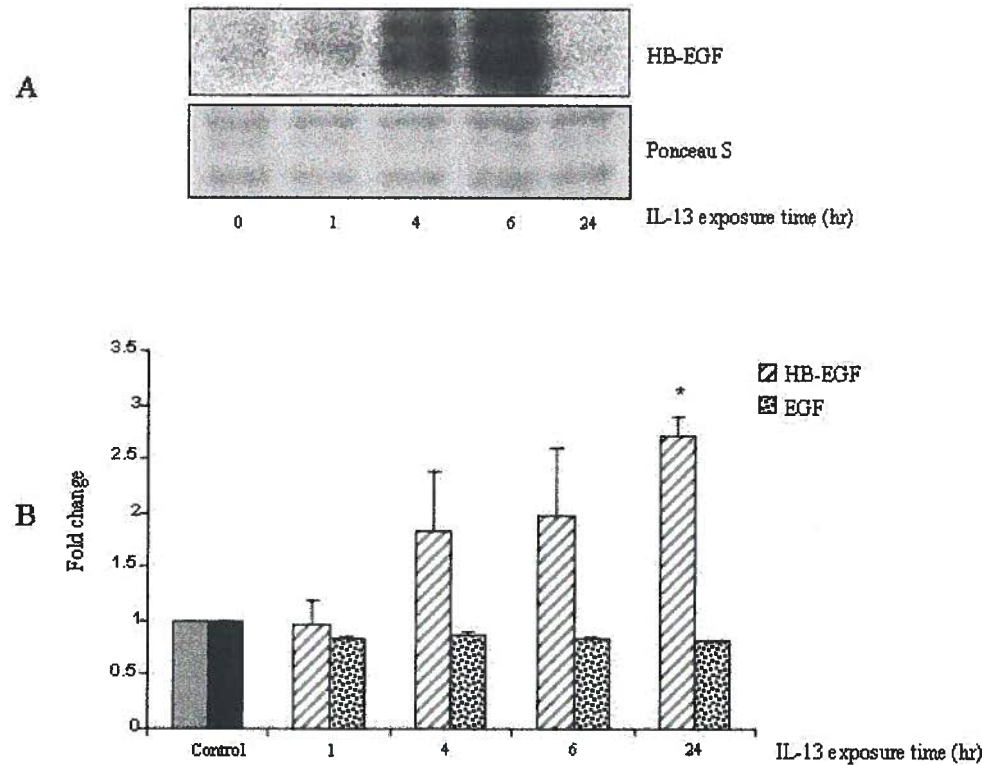 A
HB-EGF
Ponceau S
0 1 4 6 24 IL-13 exposure time (hr)
B
Fold change
3.5
3
2.5
2
1.5
1
0.5
0
*
HB-EGF
EGF
Control 1 4 6 24 IL-13 exposure time (hr)